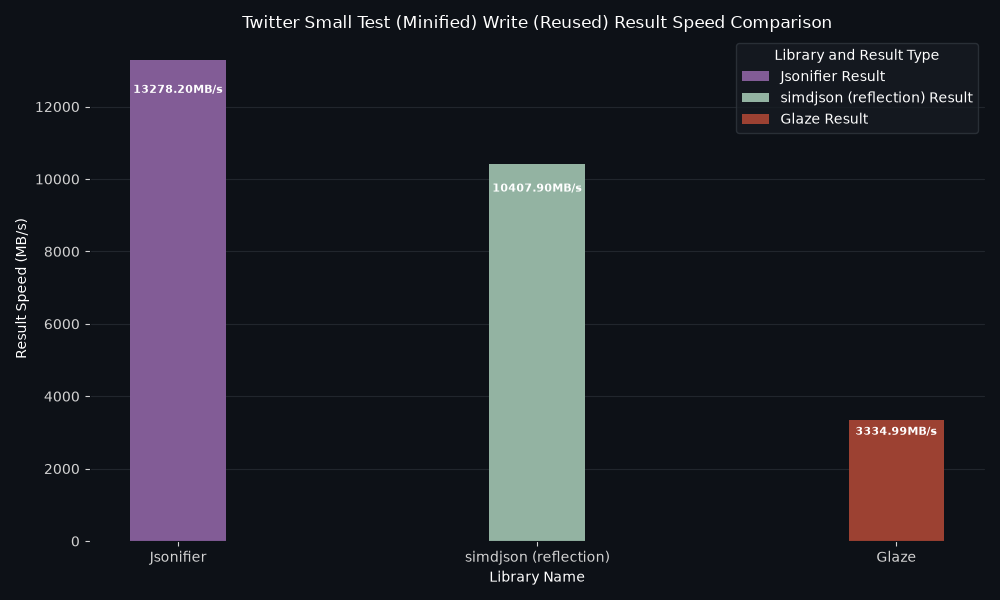 Twitter Small Test (Minified) Write (Reused) Result Speed Comparison
Library and Result Type
Jsonifier Result
simdjson (reflection) Result
Glaze Result
Result Speed (MB/s)
12000
10000
8000
6000
4000
2000
0
13278.20MB/s
10407.90MB/s
3334.99MB/s
Jsonifier
simdjson (reflection)
Glaze
Library Name